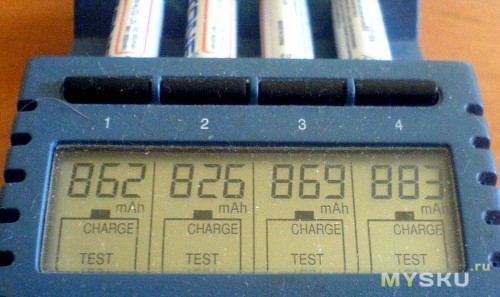 1 2 3 4
862 826 869 883
mAh mAh mAh mAh
CHARGE CHARGE CHARGE CHARGE
TEST TEST TEST TEST
MYSKU.ru